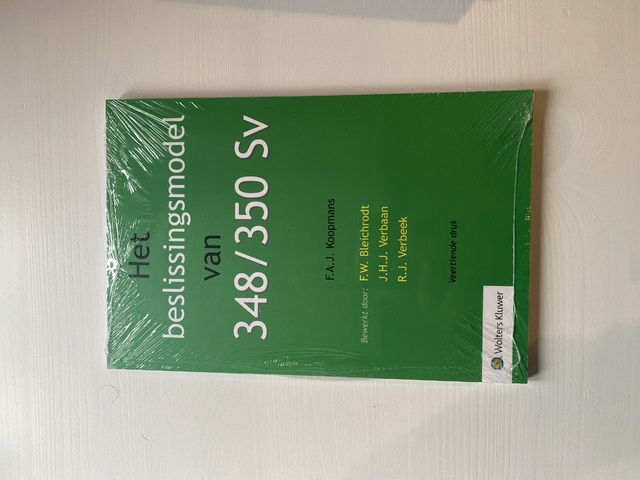 Het
beslissingsmodel
van
348/350 Sv
F.A.J. Koopmans
Bewerkt door: F.W. Bleichrodt
J.H.J. Verbaan
R.J. Verbeek
Veertiende druk
Wolters Kluwer